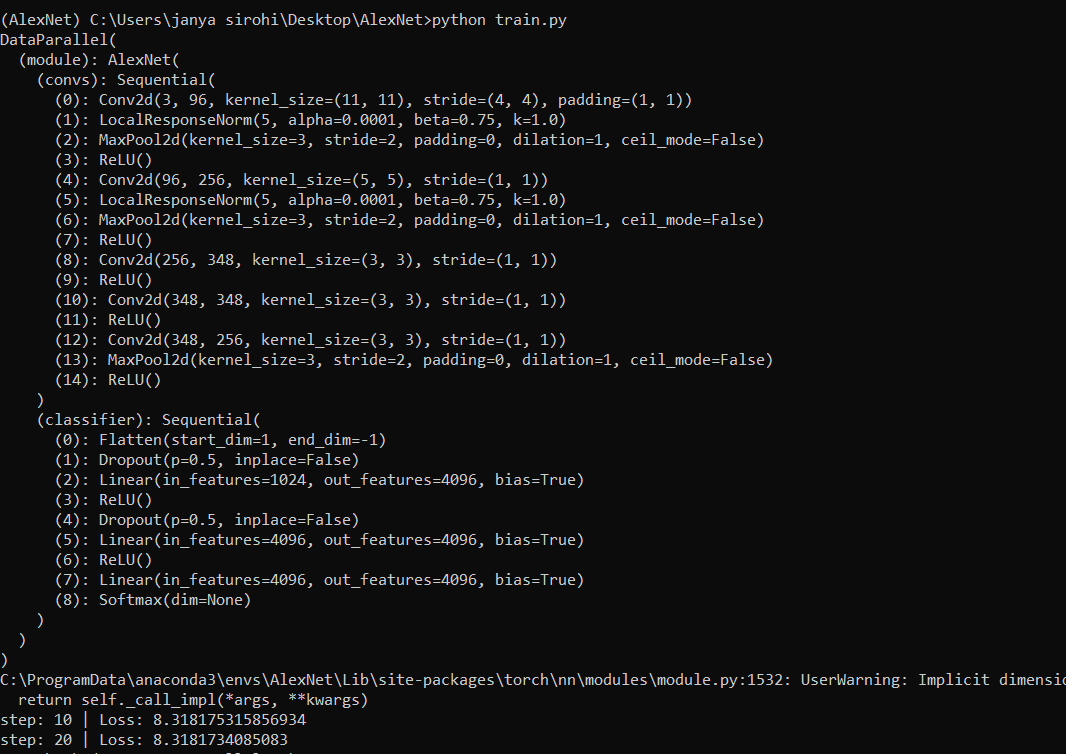 (AlexNet) C:\Users\janya sirohi\Desktop\AlexNet>python train.py
DataParallel(
  (module): AlexNet(
    (convs): Sequential(
      (0): Conv2d(3, 96, kernel_size=(11, 11), stride=(4, 4), padding=(1, 1))
      (1): LocalResponseNorm(5, alpha=0.0001, beta=0.75, k=1.0)
      (2): MaxPool2d(kernel_size=3, stride=2, padding=0, dilation=1, ceil_mode=False)
      (3): ReLU()
      (4): Conv2d(96, 256, kernel_size=(5, 5), stride=(1, 1))
      (5): LocalResponseNorm(5, alpha=0.0001, beta=0.75, k=1.0)
      (6): MaxPool2d(kernel_size=3, stride=2, padding=0, dilation=1, ceil_mode=False)
      (7): ReLU()
      (8): Conv2d(256, 348, kernel_size=(3, 3), stride=(1, 1))
      (9): ReLU()
      (10): Conv2d(348, 348, kernel_size=(3, 3), stride=(1, 1))
      (11): ReLU()
      (12): Conv2d(348, 256, kernel_size=(3, 3), stride=(1, 1))
      (13): MaxPool2d(kernel_size=3, stride=2, padding=0, dilation=1, ceil_mode=False)
      (14): ReLU()
    )
    (classifier): Sequential(
      (0): Flatten(start_dim=1, end_dim=-1)
      (1): Dropout(p=0.5, inplace=False)
      (2): Linear(in_features=1024, out_features=4096, bias=True)
      (3): ReLU()
      (4): Dropout(p=0.5, inplace=False)
      (5): Linear(in_features=4096, out_features=4096, bias=True)
      (6): ReLU()
      (7): Linear(in_features=4096, out_features=4096, bias=True)
      (8): Softmax(dim=None)
    )
  )
)
C:\ProgramData\anaconda3\envs\AlexNet\Lib\site-packages\torch\nn\modules\module.py:1532: UserWarning: Implicit dimensio
  return self._call_impl(*args, **kwargs)
step: 10 | Loss: 8.318175315856934
step: 20 | Loss: 8.3181734085083